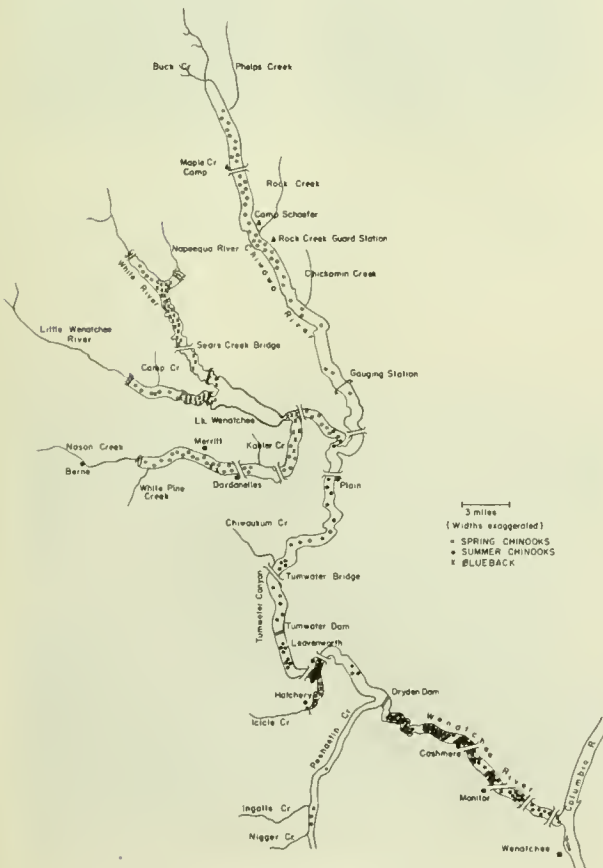 Buck Cr
Phelps Creek
Maple Cr
Camp
Rock Creek
Camp Schaefer
Rock Creek Guard Station
Napeequa River
Chiwawa River
White River
Chickamin Creek
Little Wenatchee
River
Sears Creek Bridge
Camp Cr
Gauging Station
Lk. Wenatchee
Nason Creek
Merritt
Kahler Cr
Berne
White Pine
Creek
Dardanelles
Plain
3 miles
(Widths exaggerated)
SPRING CHINOOKS
SUMMER CHINOOKS
x BLUEBACK
Chiwaukum Cr
Tumwater Bridge
Tumwater Canyon
Tumwater Dam
Leavenworth
Hatchery
Icicle Cr
Dryden Dam
Peshastin Cr
Wenatchee River
Cashmere
Monitor
Columbia R.
Ingalls Cr
Nigger Cr
Wenatchee